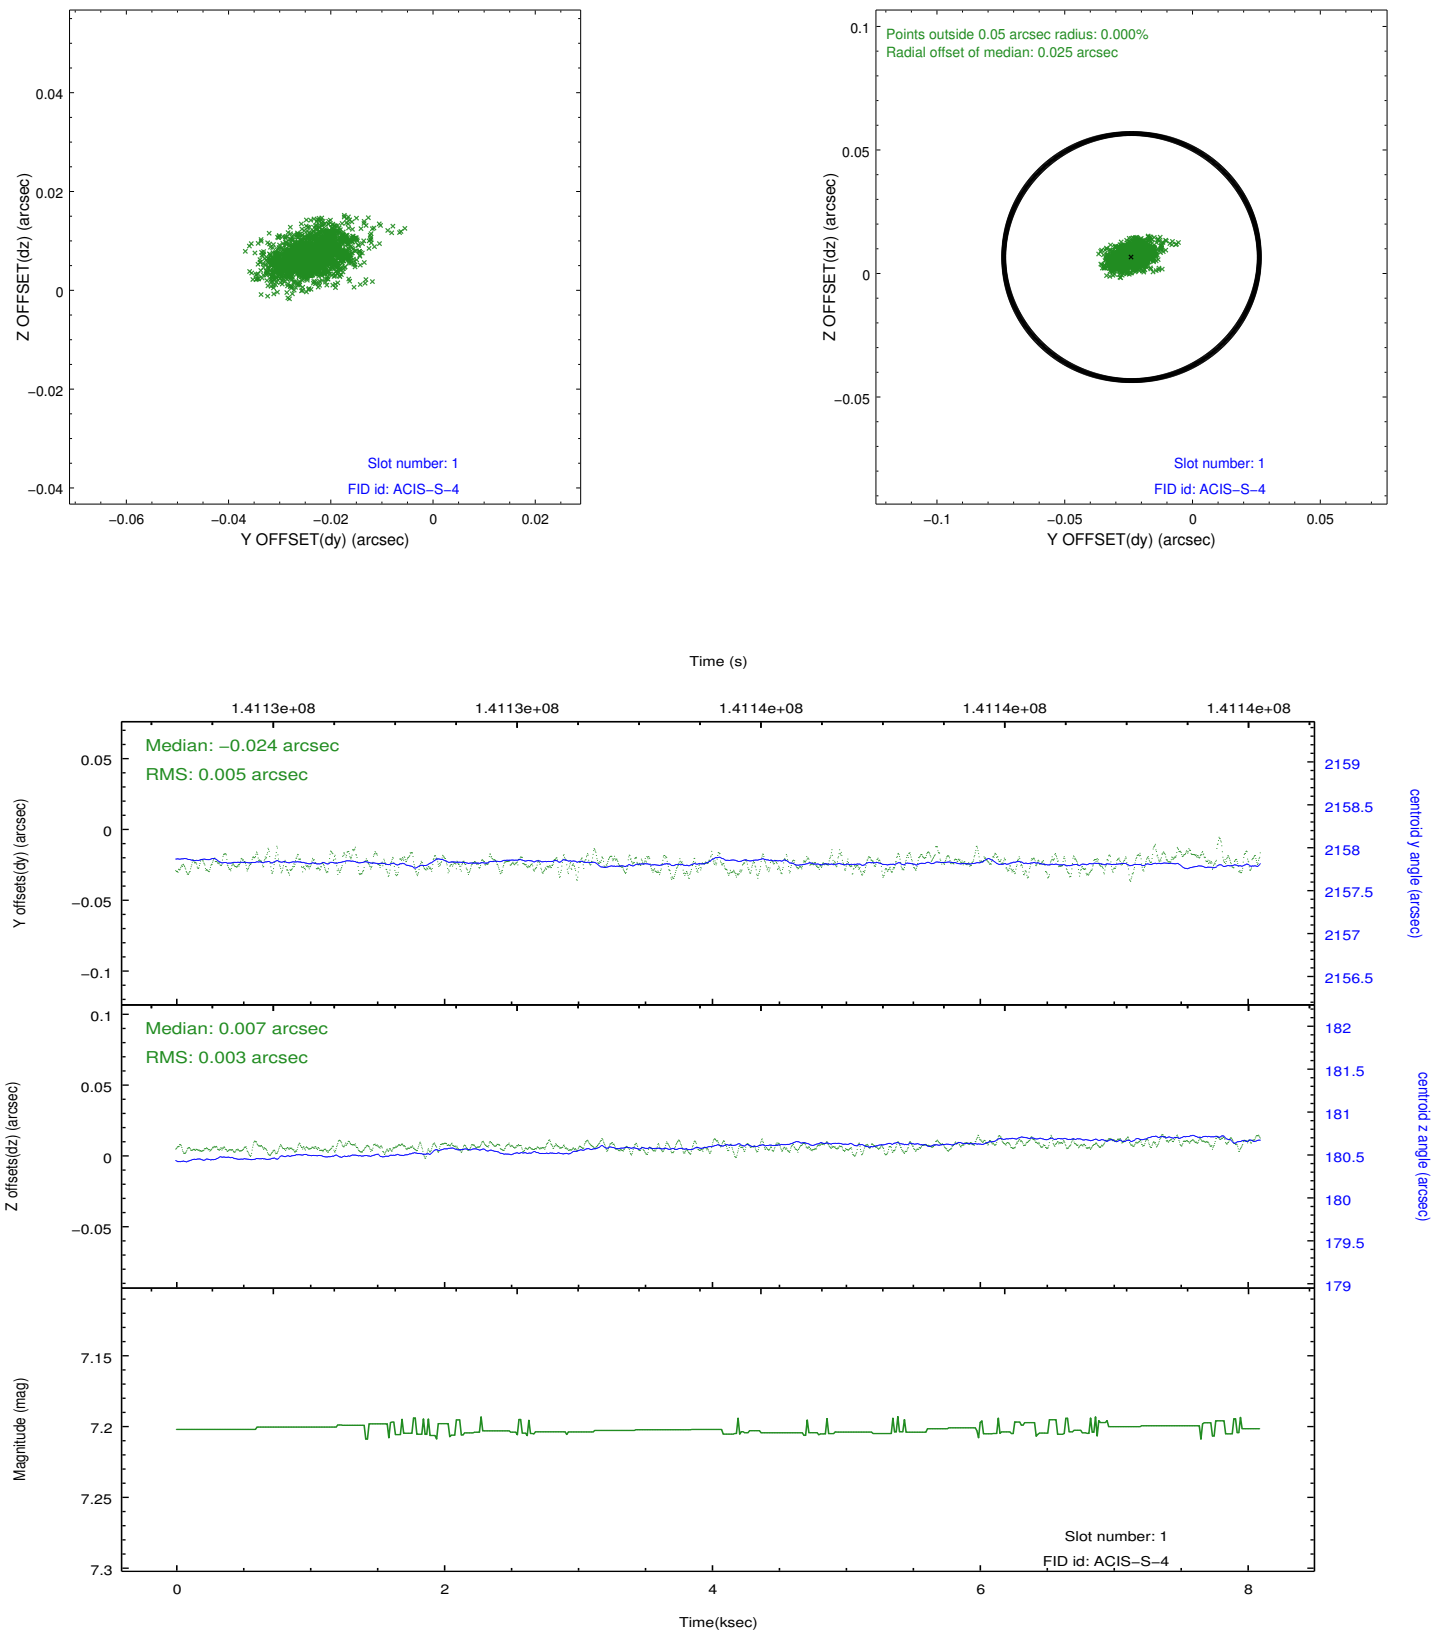 0.04
0.02
0
−0.02
−0.04
Z OFFSET(dz) (arcsec)
Slot number: 1
FID id: ACIS−S−4
−0.06
−0.04
−0.02
0
0.02
Y OFFSET(dy) (arcsec)
Points outside 0.05 arcsec radius: 0.000%
Radial offset of median: 0.025 arcsec
0.1
0.05
0
−0.05
Z OFFSET(dz) (arcsec)
Slot number: 1
FID id: ACIS−S−4
−0.1
−0.05
0
0.05
Y OFFSET(dy) (arcsec)
Time (s)
1.4113e+08
1.4113e+08
1.4114e+08
1.4114e+08
1.4114e+08
Median: −0.024 arcsec
RMS: 0.005 arcsec
0.05
0
−0.05
−0.1
Y offsets(dy) (arcsec)
2159
2158.5
2158
2157.5
2157
2156.5
centroid y angle (arcsec)
Median: 0.007 arcsec
RMS: 0.003 arcsec
0.1
0.05
0
−0.05
Z offsets(dz) (arcsec)
182
181.5
181
180.5
180
179.5
179
centroid z angle (arcsec)
7.15
7.2
7.25
7.3
Magnitude (mag)
Slot number: 1
FID id: ACIS−S−4
0
2
4
6
8
Time(ksec)